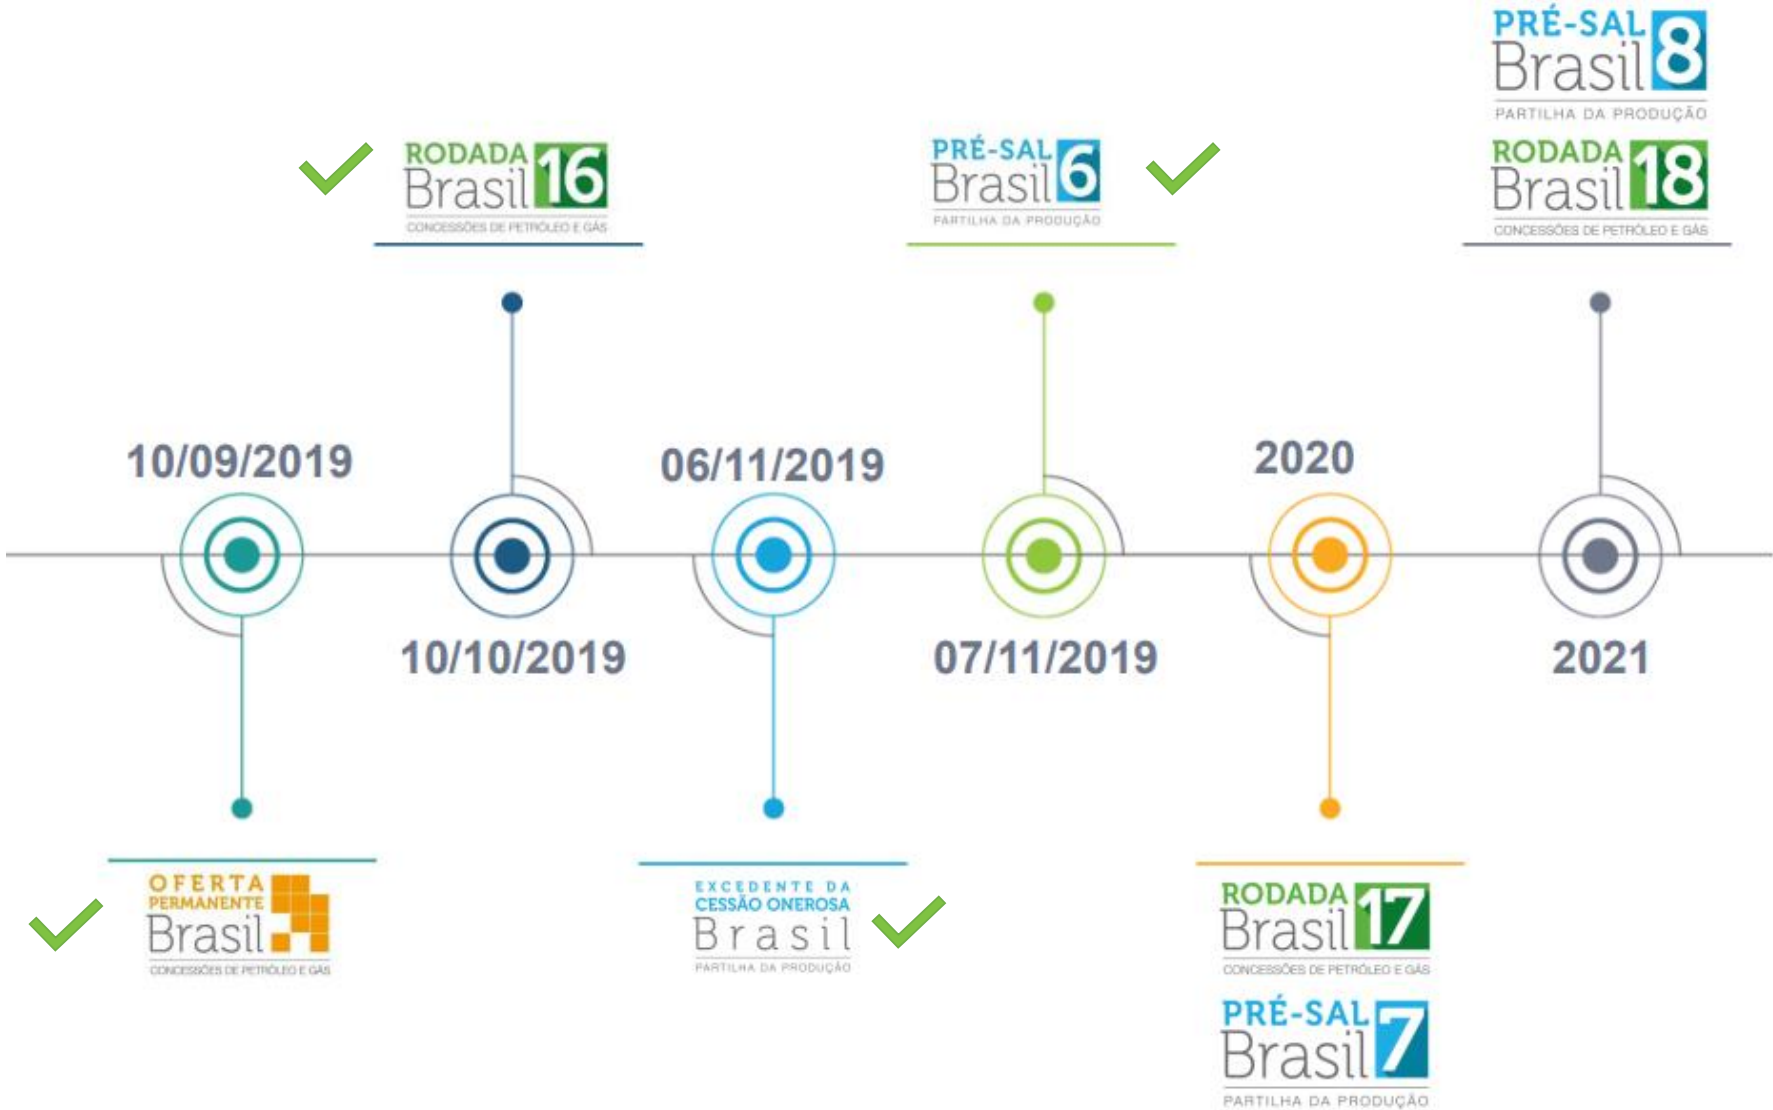 PRÉ-SAL
Brasil 8
PARTILHA DA PRODUÇÃO
RODADA
Brasil 16
CONCESSÕES DE PETRÓLEO E GÁS
PRÉ-SAL
Brasil 6
PARTILHA DA PRODUÇÃO
RODADA
Brasil 18
CONCESSÕES DE PETRÓLEO E GÁS
10/09/2019
06/11/2019
2020
10/10/2019
07/11/2019
2021
OFERTA
PERMANENTE
Brasil
CONCESSÕES DE PETRÓLEO E GÁS
EXCEDENTE DA
CESSÃO ONEROSA
Brasil
PARTILHA DA PRODUÇÃO
RODADA
Brasil 17
CONCESSÕES DE PETRÓLEO E GÁS
PRÉ-SAL
Brasil 7
PARTILHA DA PRODUÇÃO